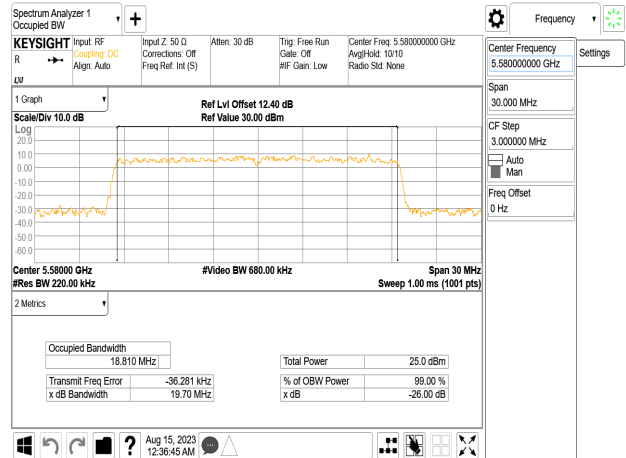 Spectrum Analyzer 1
Occupied BW
Frequency
KEYSIGHT
R
Input: RF
Coupling: DC
Align: Auto
Input Z: 50 Ω
Corrections: Off
Freq Ref: Int (S)
Atten: 30 dB
Trig: Free Run
Gate: Off
#IF Gain: Low
Center Freq: 5.580000000 GHz
Avg|Hold: 10/10
Radio Std: None
Center Frequency
5.580000000 GHz
Settings
Span
30.000 MHz
CF Step
3.000000 MHz
Auto
Man
Freq Offset
0 Hz
1 Graph
Scale/Div 10.0 dB
Ref Lvl Offset 12.40 dB
Ref Value 30.00 dBm
Log
20.0
10.0
0.00
-10.0
-20.0
-30.0
-40.0
-50.0
-60.0
Center 5.58000 GHz
#Video BW 680.00 kHz
Span 30 MHz
#Res BW 220.00 kHz
Sweep 1.00 ms (1001 pts)
2 Metrics
Occupied Bandwidth
18.810 MHz
Total Power 25.0 dBm
Transmit Freq Error -36.281 kHz
% of OBW Power 99.00 %
x dB Bandwidth 19.70 MHz
x dB -26.00 dB
?
Aug 15, 2023
12:36:45 AM